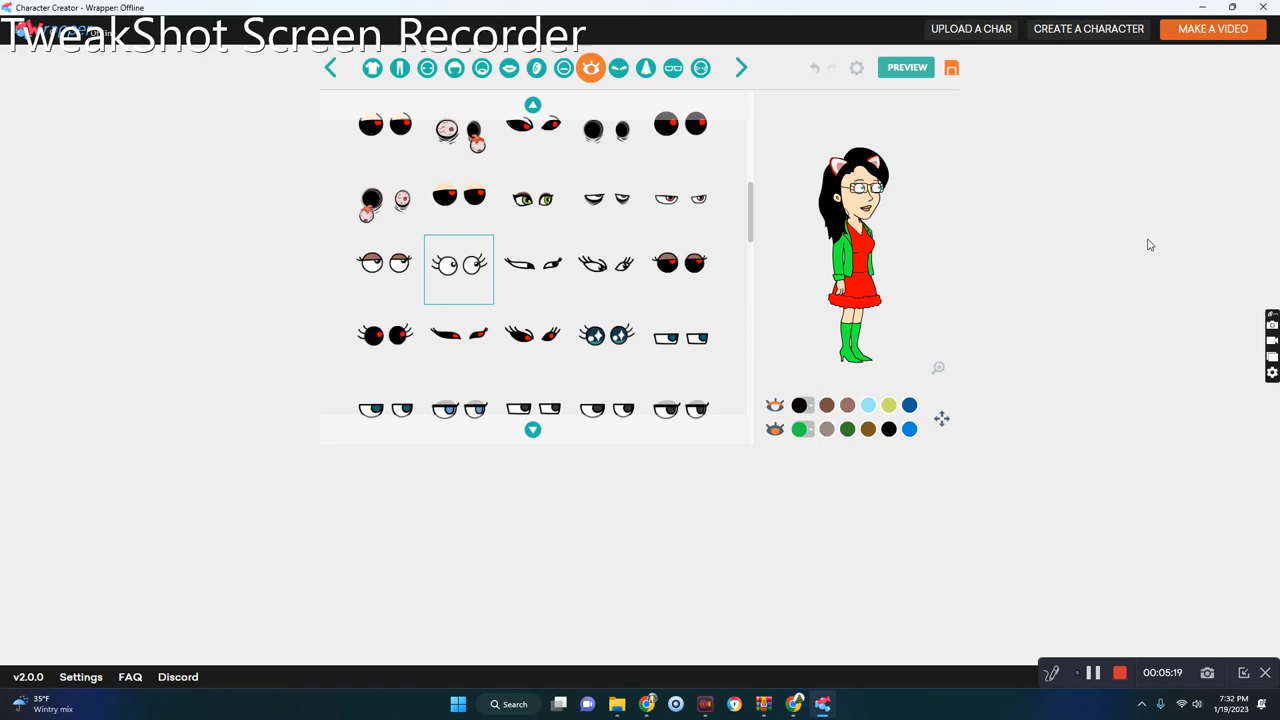 Character Creator - Wrapper: Offline
TweakShot Screen Recorder
UPLOAD A CHAR
CREATE A CHARACTER
MAKE A VIDEO
PREVIEW
v2.0.0
Settings
FAQ
Discord
00:05:19
35°F
Wintry mix
Search
7:32 PM
1/19/2023